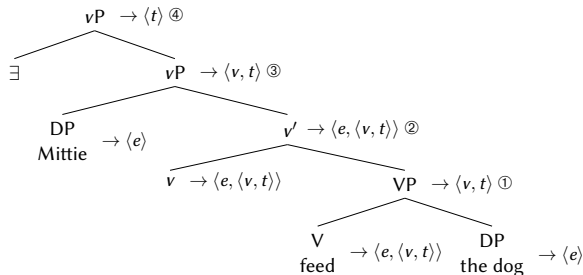 vP → ⟨t⟩ ④
∃ vP → ⟨v, t⟩ ③
DP → ⟨e⟩ v′ → ⟨e, ⟨v, t⟩⟩ ②
Mittie
v → ⟨e, ⟨v, t⟩⟩ VP → ⟨v, t⟩ ①
V → ⟨e, ⟨v, t⟩⟩ DP → ⟨e⟩
feed the dog